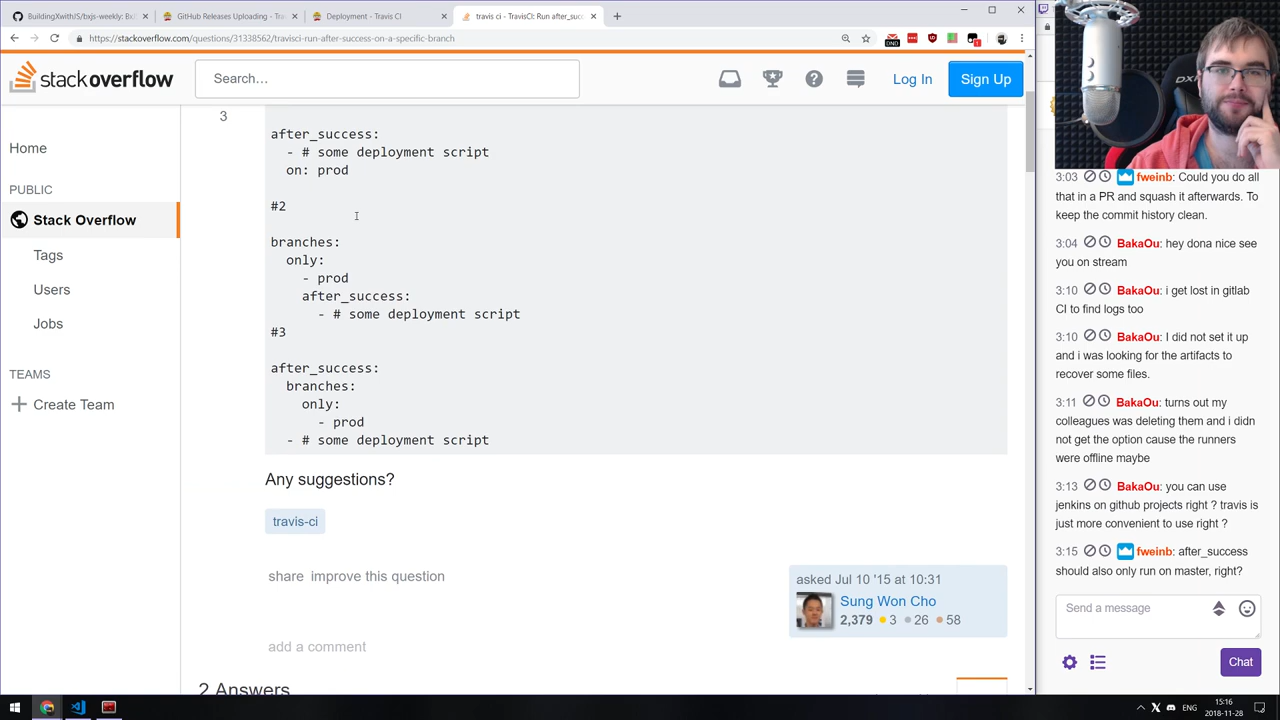 BuildingXwithJS/bxjs-weekly: BxJ
GitHub Releases Uploading - Trav
Deployment - Travis CI
travis ci - TravisCI: Run after_succ
https://stackoverflow.com/questions/31338562/travisci-run-after-success-on-a-specific-branch
stackoverflow
Search...
Log In
Sign Up
Home
PUBLIC
Stack Overflow
Tags
Users
Jobs
TEAMS
Create Team
3
after_success:
- # some deployment script
on: prod
#2
branches:
only:
- prod
after_success:
- # some deployment script
#3
after_success:
branches:
only:
- prod
- # some deployment script
Any suggestions?
travis-ci
share improve this question
asked Jul 10 '15 at 10:31
Sung Won Cho
2,379 3 26 58
add a comment
2 Answers
3:03 fweinb: Could you do all
that in a PR and squash it afterwards. To
keep the commit history clean.
3:04 BakaOu: hey dona nice see
you on stream
3:10 BakaOu: i get lost in gitlab
CI to find logs too
3:10 BakaOu: I did not set it up
and i was looking for the artifacts to
recover some files.
3:11 BakaOu: turns out my
colleagues was deleting them and i didn
not get the option cause the runners
were offline maybe
3:13 BakaOu: you can use
jenkins on github projects right ? travis is
just more convenient to use right ?
3:15 fweinb: after_success
should also only run on master, right?
Send a message
Chat
ENG
15:16
2018-11-28